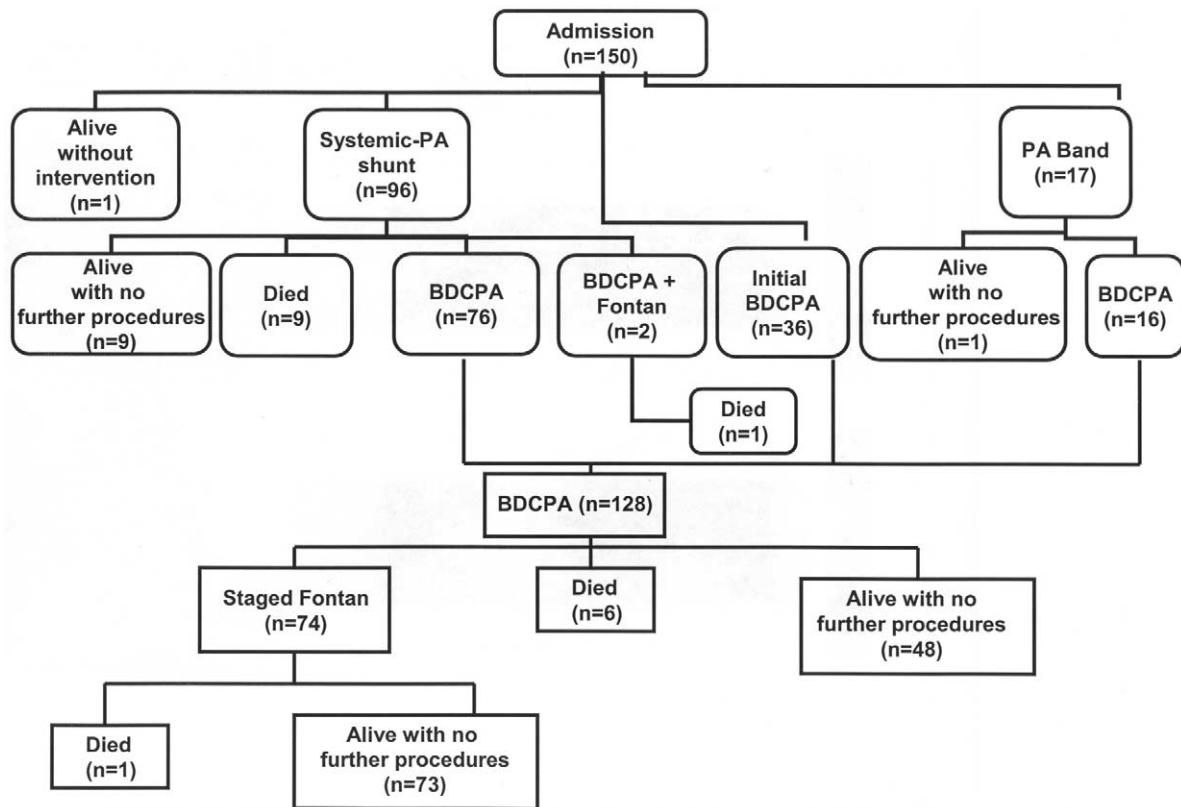 Admission
(n=150)
Alive
without
intervention
(n=1)
Systemic-PA
shunt
(n=96)
PA Band
(n=17)
Alive
with no
further procedures
(n=9)
Died
(n=9)
BDCPA
(n=76)
BDCPA +
Fontan
(n=2)
Initial
BDCPA
(n=36)
Alive
with no
further procedures
(n=1)
BDCPA
(n=16)
Died
(n=1)
BDCPA (n=128)
Staged Fontan
(n=74)
Died
(n=6)
Alive with no
further procedures
(n=48)
Died
(n=1)
Alive with no
further procedures
(n=73)